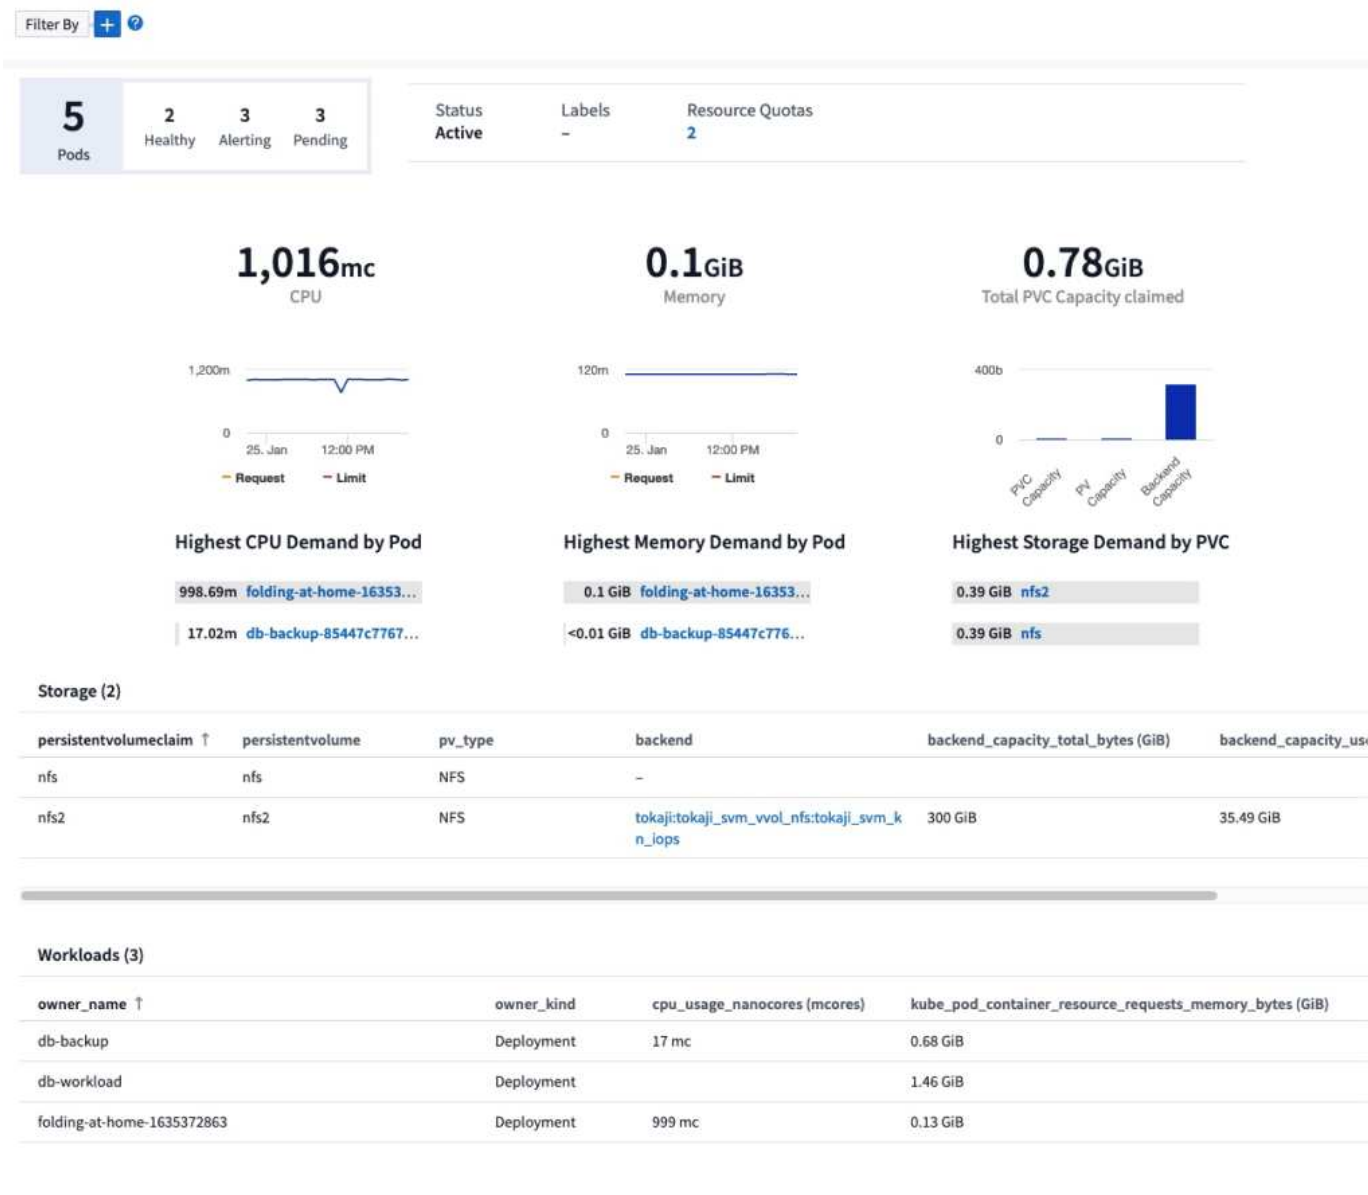 Filter By + ?
5 Pods
2 Healthy
3 Alerting
3 Pending
Status Active
Labels –
Resource Quotas 2
1,016mc
CPU
1,200m
0
25. Jan 12:00 PM
Request Limit
0.1GiB
Memory
120m
0
25. Jan 12:00 PM
Request Limit
0.78GiB
Total PVC Capacity claimed
400b
0
PVC Capacity
PV Capacity
Backend Capacity
Highest CPU Demand by Pod
998.69m folding-at-home-16353...
17.02m db-backup-85447c7767...
Highest Memory Demand by Pod
0.1 GiB folding-at-home-16353...
<0.01 GiB db-backup-85447c776...
Highest Storage Demand by PVC
0.39 GiB nfs2
0.39 GiB nfs
Storage (2)
persistentvolumeclaim ↑ persistentvolume pv_type backend backend_capacity_total_bytes (GiB) backend_capacity_us
nfs nfs NFS –
nfs2 nfs2 NFS tokaji:tokaji_svm_vvol_nfs:tokaji_svm_k 300 GiB 35.49 GiB
n_iops
Workloads (3)
owner_name ↑ owner_kind cpu_usage_nanocores (mcores) kube_pod_container_resource_requests_memory_bytes (GiB)
db-backup Deployment 17 mc 0.68 GiB
db-workload Deployment 1.46 GiB
folding-at-home-1635372863 Deployment 999 mc 0.13 GiB